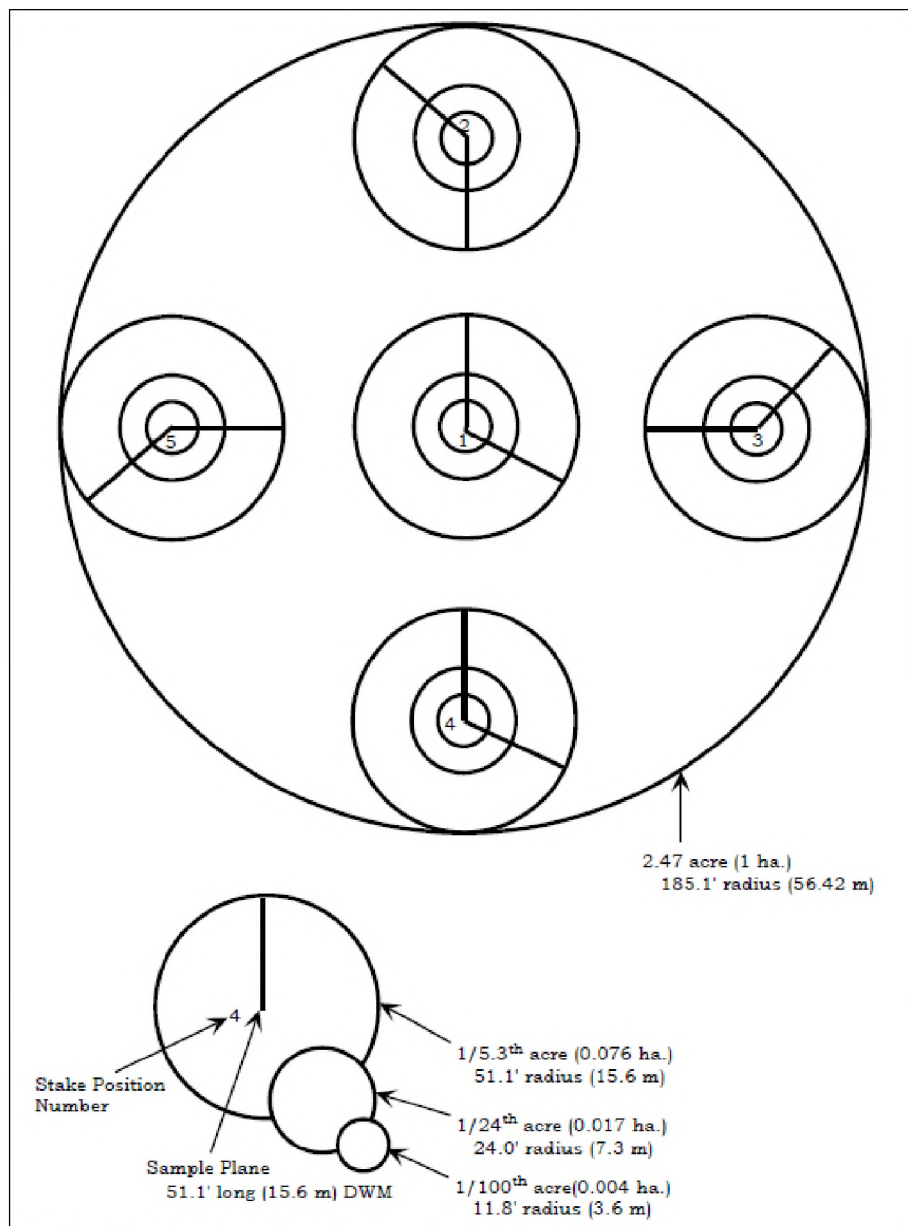 2
5
1
3
4
2.47 acre (1 ha.)
185.1' radius (56.42 m)
4
1/5.3th acre (0.076 ha.)
51.1' radius (15.6 m)
Stake Position
Number
1/24th acre (0.017 ha.)
24.0' radius (7.3 m)
Sample Plane
51.1' long (15.6 m) DWM
1/100th acre(0.004 ha.)
11.8' radius (3.6 m)